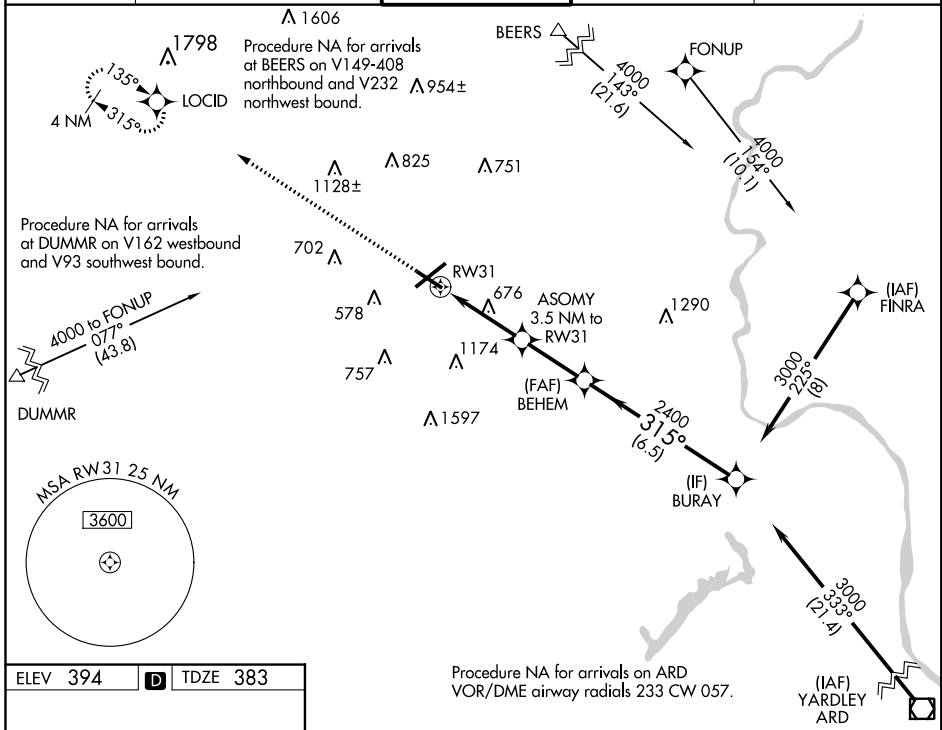 1606
1798
Procedure NA for arrivals
at BEERS on V149-408
northbound and V232
northwest bound.
954±
BEERS
FONUP
4000
143°
(21.6)
4000
154°
(10.1)
135°
315°
4 NM
LOCID
1128±
825
751
Procedure NA for arrivals
at DUMMR on V162 westbound
and V93 southwest bound.
702
RW31
578
676
ASOMY
3.5 NM to
RW31
1290
(IAF)
FINRA
3000
225°
(8)
4000 to FONUP
077°
(43.8)
DUMMR
757
1174
(FAF)
BEHEM
1597
2400
315°
(6.5)
(IF)
BURAY
MSA RW31 25 NM
3600
3000
333°
(21.4)
(IAF)
YARDLEY
ARD
Procedure NA for arrivals on ARD
VOR/DME airway radials 233 CW 057.
ELEV 394 D TDZE 383